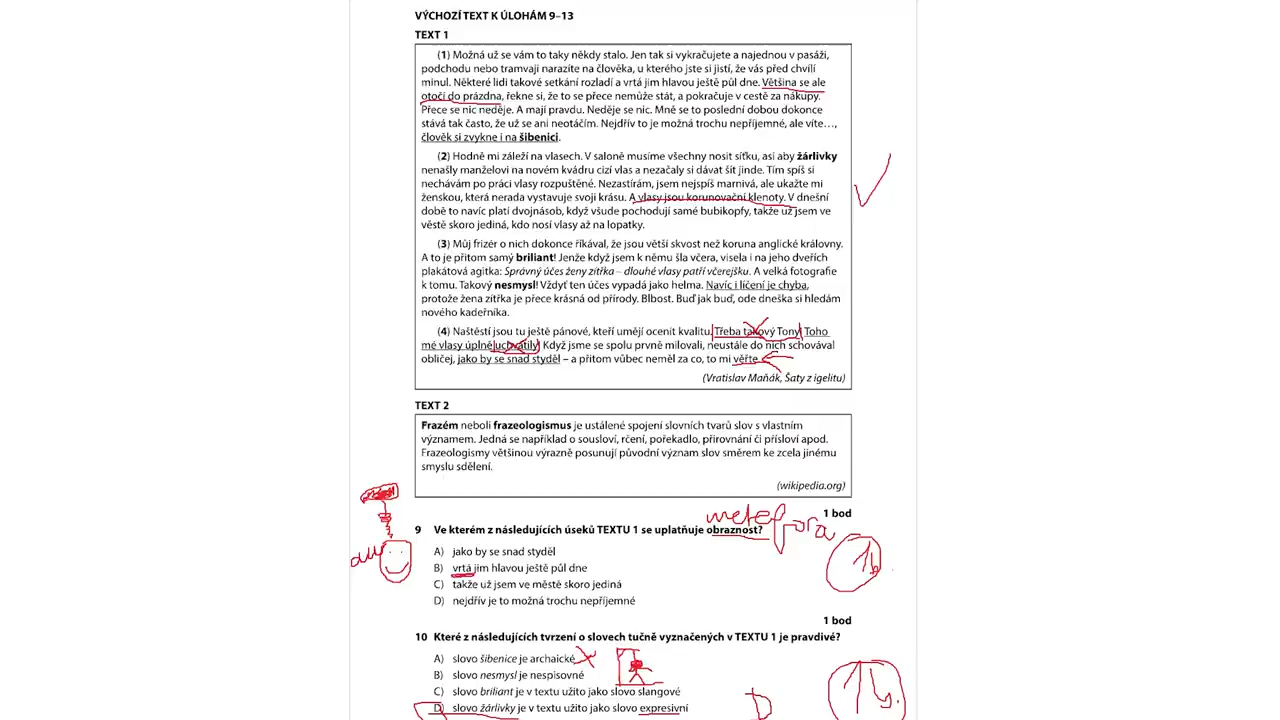 VÝCHOZÍ TEXT K ÚLOHÁM 9–13
TEXT 1
(1) Možná už se vám to taky někdy stalo. Jen tak si vykračujete a najednou v pasáži,
podchodu nebo tramvaji narazíte na člověka, u kterého jste si jistí, že vás před chvílí
minul. Některé lidi takové setkání rozladí a vrtá jim hlavou ještě půl dne. Většina se ale
otočí do prázdna, řekne si, že to se přece nemůže stát, a pokračuje v cestě za nákupy.
Přece se nic neděje. A mají pravdu. Neděje se nic. Mně se to poslední dobou dokonce
stává tak často, že už se ani neotáčím. Nejdřív to je možná trochu nepříjemné, ale víte…,
člověk si zvykne i na šibenici.
(2) Hodně mi záleží na vlasech. V saloně musíme všechny nosit síťku, asi aby žárlivky
nenašly manželovi na novém kvádru cizí vlas a nezačaly si dávat šít jinde. Tím spíš si
nechávám po práci vlasy rozpuštěné. Nezastírám, jsem nejspíš marnivá, ale ukažte mi
ženskou, která nerada vystavuje svoji krásu. A vlasy jsou korunovační klenoty. V dnešní
době to navíc platí dvojnásob, když všude pochodují samé bubikopfy, takže už jsem ve
městě skoro jediná, kdo nosí vlasy až na lopatky.
(3) Můj frizér o nich dokonce říkával, že jsou větší skvost než koruna anglické královny.
A to je přitom samý briliant! Jenže když jsem k němu šla včera, visela i na jeho dveřích
plakátová agitka: Správný účes ženy zítřka – dlouhé vlasy patří včerejšku. A velká fotografie
k tomu. Takový nesmysl! Vždyť ten účes vypadá jako helma. Navíc i líčení je chyba,
protože žena zítřka je přece krásná od přírody. Blbost. Buď jak buď, ode dneška si hledám
nového kadeřníka.
(4) Naštěstí jsou tu ještě pánové, kteří umějí ocenit kvalitu. Třeba takový Tony! Toho
mé vlasy úplně uchvátily! Když jsme se spolu prvně milovali, neustále do nich schovával
obličej, jako by se snad styděl – a přitom vůbec neměl za co, to mi věřte.
(Vratislav Maňák, Šaty z igelitu)
TEXT 2
Frazém neboli frazeologismus je ustálené spojení slovních tvarů slov s vlastním
významem. Jedná se například o sousloví, rčení, pořekadlo, přirovnání či přísloví apod.
Frazeologismy většinou výrazně posunují původní význam slov směrem ke zcela jinému
smyslu sdělení.
(wikipedia.org)
1 bod
metefora
9 Ve kterém z následujících úseků TEXTU 1 se uplatňuje obraznost?
A) jako by se snad styděl
B) vrtá jim hlavou ještě půl dne
C) takže už jsem ve městě skoro jediná
D) nejdřív je to možná trochu nepříjemné
1b
1 bod
10 Které z následujících tvrzení o slovech tučně vyznačených v TEXTU 1 je pravdivé?
A) slovo šibenice je archaické
B) slovo nesmysl je nespisovné
C) slovo briliant je v textu užito jako slovo slangové
D) slovo žárlivky je v textu užito jako slovo expresivní
D